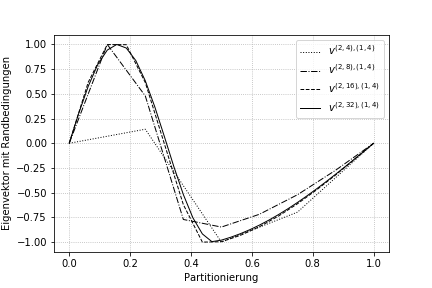 1.00
0.75
0.50
0.25
0.00
−0.25
−0.50
−0.75
−1.00
Eigenvektor mit Randbedingungen
v^(2, 4), (1, 4)
v^(2, 8), (1, 4)
v^(2, 16), (1, 4)
v^(2, 32), (1, 4)
0.0 0.2 0.4 0.6 0.8 1.0
Partitionierung